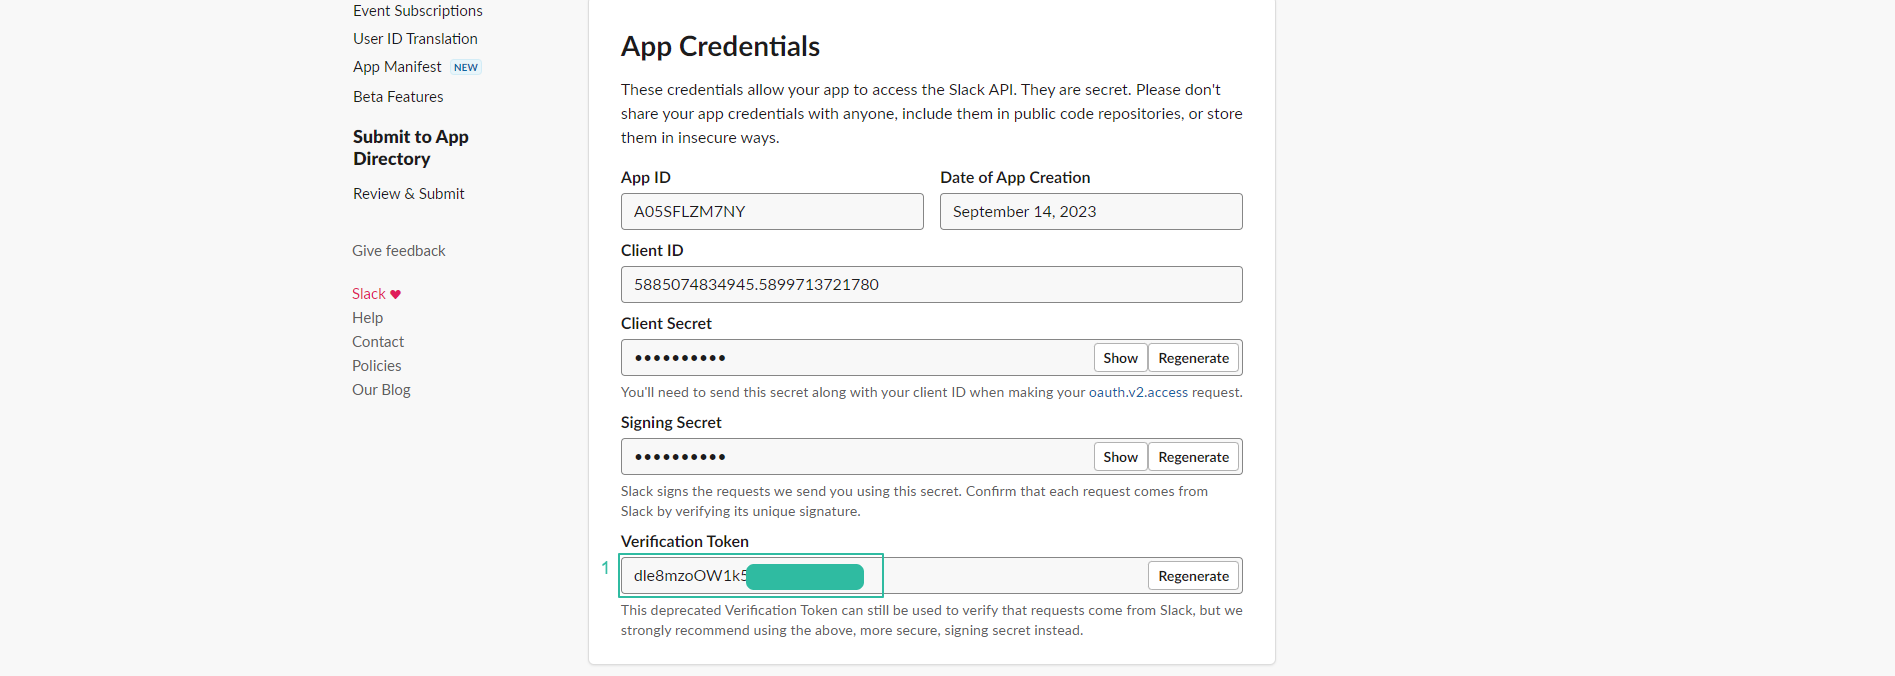 Event Subscriptions
User ID Translation
App Manifest NEW
Beta Features
Submit to App
Directory
Review & Submit
Give feedback
Slack ♥
Help
Contact
Policies
Our Blog
App Credentials
These credentials allow your app to access the Slack API. They are secret. Please don't
share your app credentials with anyone, include them in public code repositories, or store
them in insecure ways.
App ID
Date of App Creation
A05SFLZM7NY
September 14, 2023
Client ID
5885074834945.5899713721780
Client Secret
••••••••••
Show Regenerate
You'll need to send this secret along with your client ID when making your oauth.v2.access request.
Signing Secret
••••••••••
Show Regenerate
Slack signs the requests we send you using this secret. Confirm that each request comes from
Slack by verifying its unique signature.
Verification Token
1
dle8mzoOW1k5
Regenerate
This deprecated Verification Token can still be used to verify that requests come from Slack, but we
strongly recommend using the above, more secure, signing secret instead.